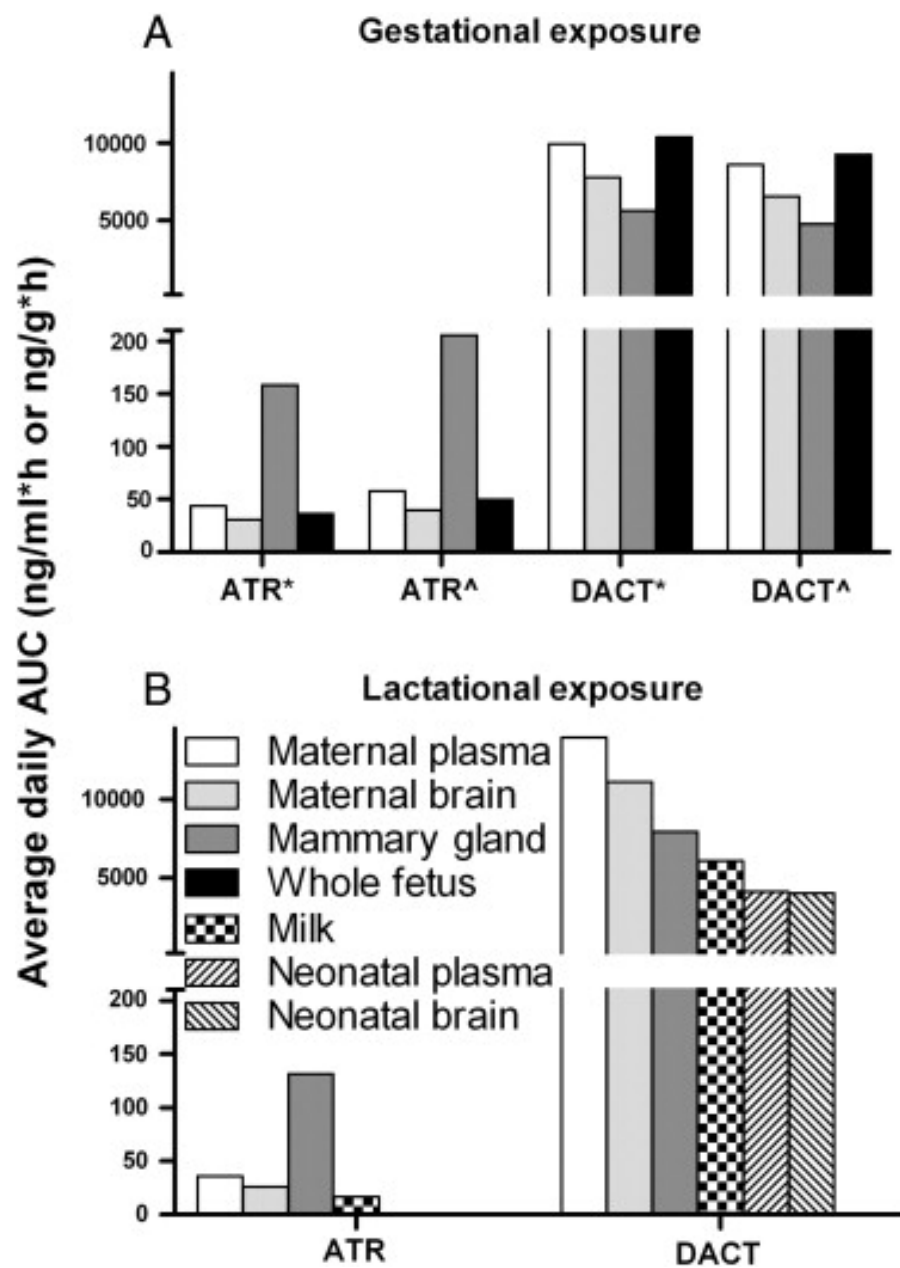 A
Gestational exposure
10000
5000
200
150
100
50
0
ATR*
ATR^
DACT*
DACT^
Average daily AUC (ng/ml*h or ng/g*h)
B
Lactational exposure
Maternal plasma
Maternal brain
Mammary gland
Whole fetus
Milk
Neonatal plasma
Neonatal brain
10000
5000
200
150
100
50
0
ATR
DACT